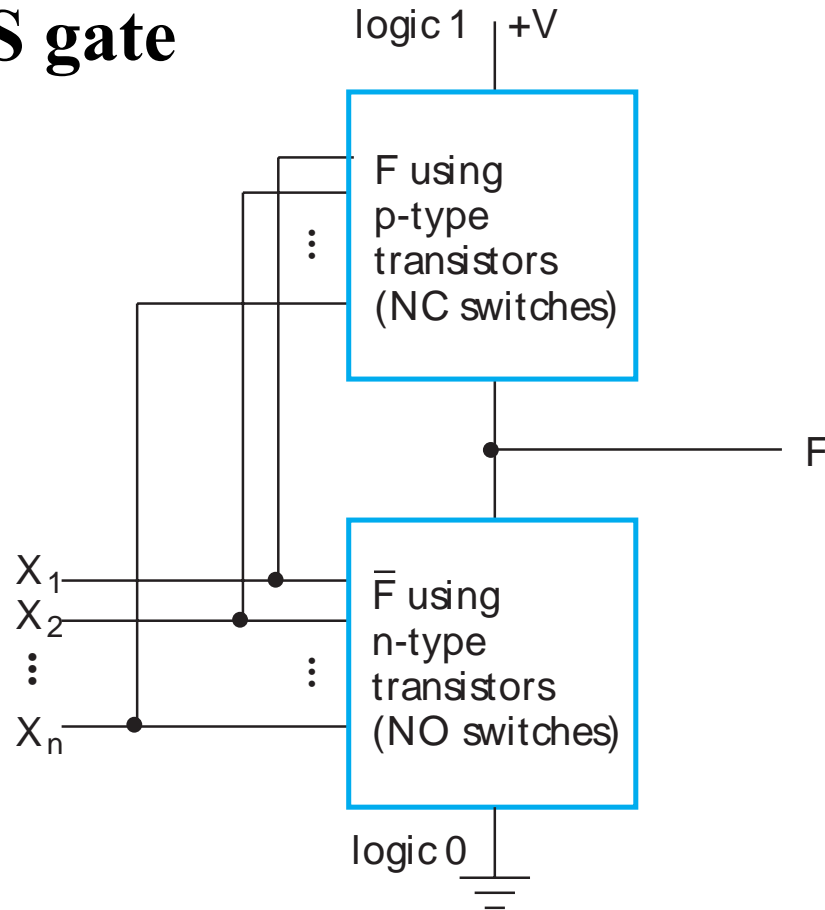 S gate
logic 1 +V
F using
p-type
transistors
(NC switches)
F
X1
X2
Xn
F̅ using
n-type
transistors
(NO switches)
logic 0